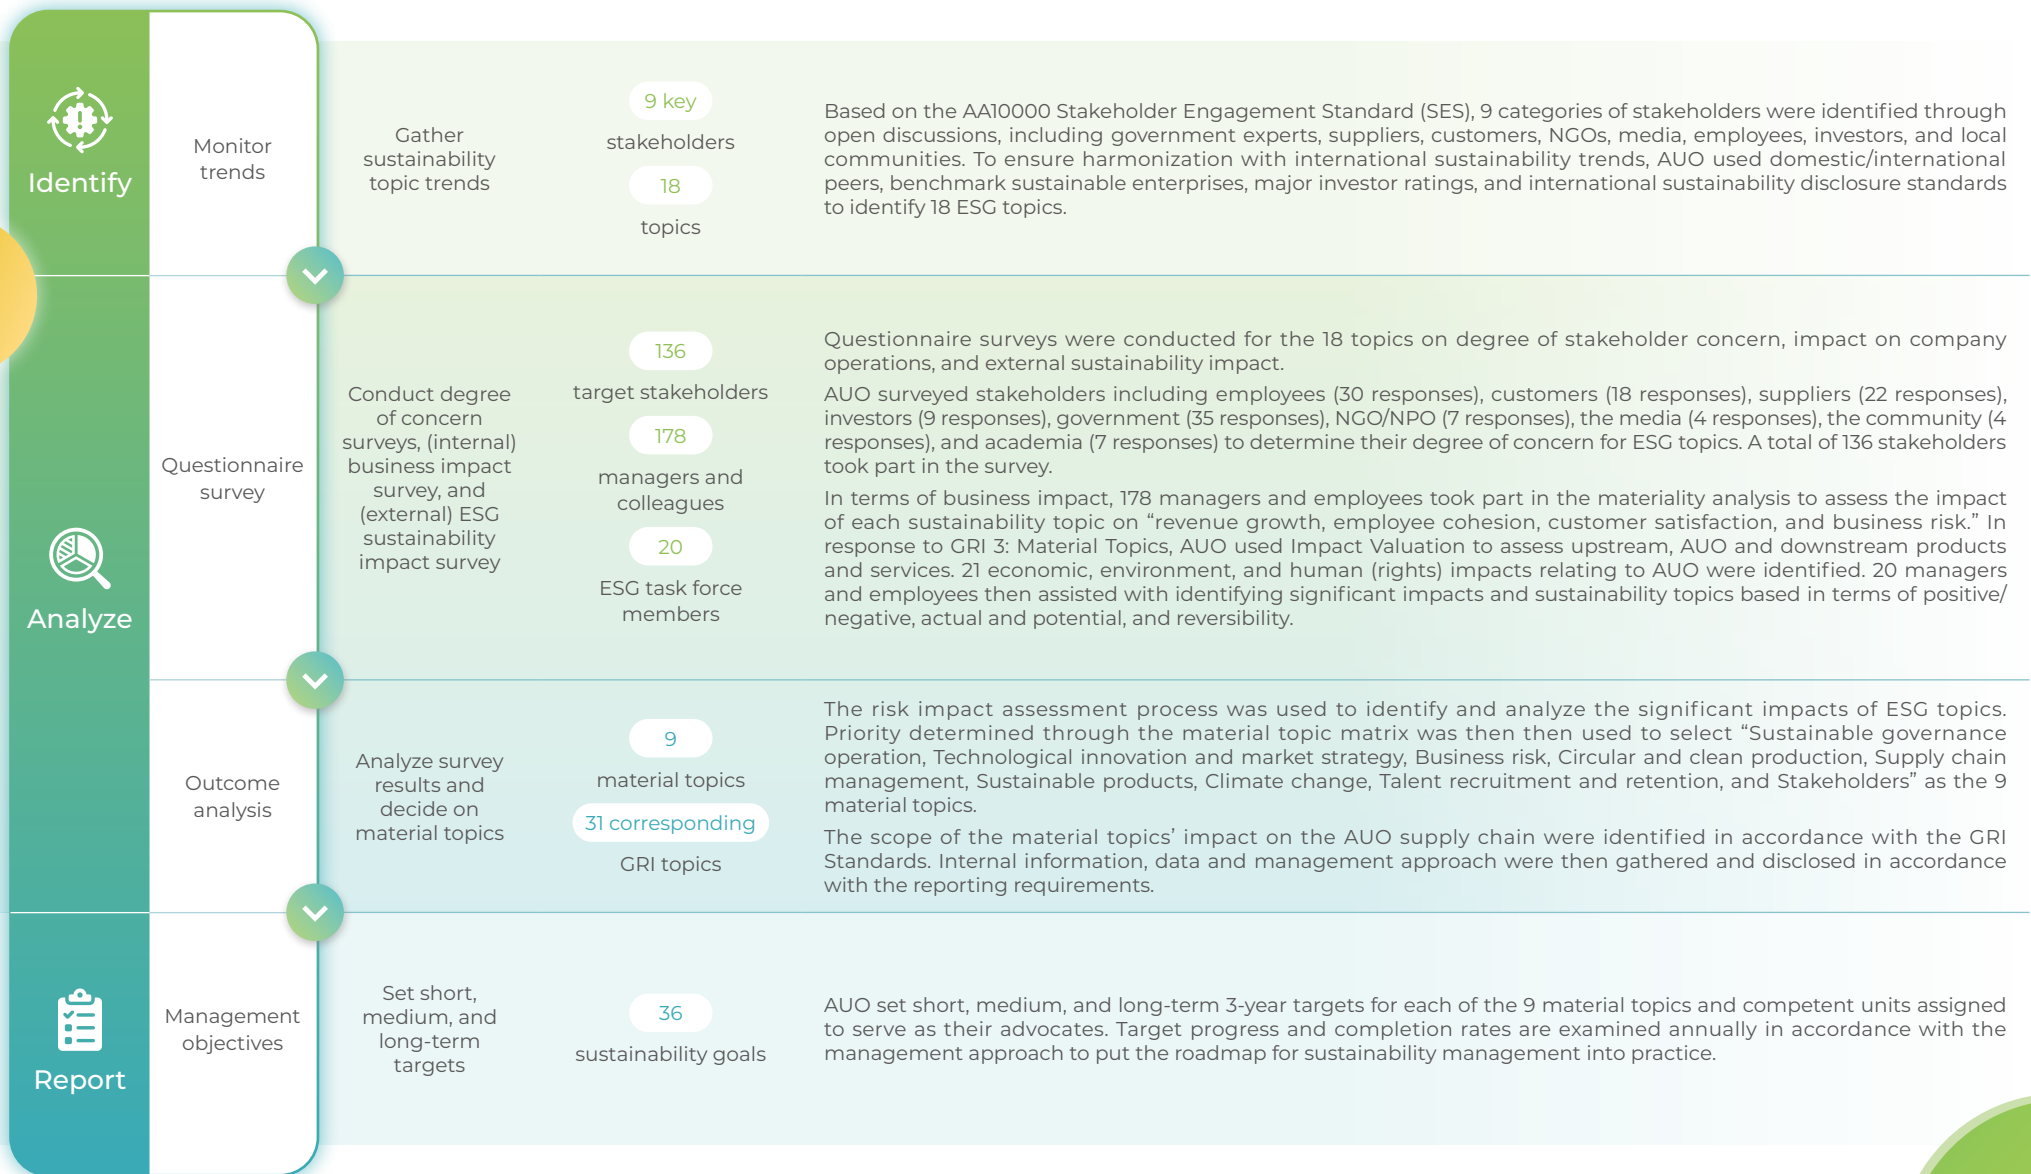 Identify
Monitor
trends
Gather
sustainability
topic trends
9 key
stakeholders
18
topics
Based on the AA10000 Stakeholder Engagement Standard (SES), 9 categories of stakeholders were identified through
open discussions, including government experts, suppliers, customers, NGOs, media, employees, investors, and local
communities. To ensure harmonization with international sustainability trends, AUO used domestic/international
peers, benchmark sustainable enterprises, major investor ratings, and international sustainability disclosure standards
to identify 18 ESG topics.
Analyze
Questionnaire
survey
Conduct degree
of concern
surveys, (internal)
business impact
survey, and
(external) ESG
sustainability
impact survey
136
target stakeholders
178
managers and
colleagues
20
ESG task force
members
Questionnaire surveys were conducted for the 18 topics on degree of stakeholder concern, impact on company
operations, and external sustainability impact.
AUO surveyed stakeholders including employees (30 responses), customers (18 responses), suppliers (22 responses),
investors (9 responses), government (35 responses), NGO/NPO (7 responses), the media (4 responses), the community (4
responses), and academia (7 responses) to determine their degree of concern for ESG topics. A total of 136 stakeholders
took part in the survey.
In terms of business impact, 178 managers and employees took part in the materiality analysis to assess the impact
of each sustainability topic on “revenue growth, employee cohesion, customer satisfaction, and business risk.” In
response to GRI 3: Material Topics, AUO used Impact Valuation to assess upstream, AUO and downstream products
and services. 21 economic, environment, and human (rights) impacts relating to AUO were identified. 20 managers
and employees then assisted with identifying significant impacts and sustainability topics based in terms of positive/
negative, actual and potential, and reversibility.
Outcome
analysis
Analyze survey
results and
decide on
material topics
9
material topics
31 corresponding
GRI topics
The risk impact assessment process was used to identify and analyze the significant impacts of ESG topics.
Priority determined through the material topic matrix was then then used to select “Sustainable governance
operation, Technological innovation and market strategy, Business risk, Circular and clean production, Supply chain
management, Sustainable products, Climate change, Talent recruitment and retention, and Stakeholders” as the 9
material topics.
The scope of the material topics’ impact on the AUO supply chain were identified in accordance with the GRI
Standards. Internal information, data and management approach were then gathered and disclosed in accordance
with the reporting requirements.
Report
Management
objectives
Set short,
medium, and
long-term
targets
36
sustainability goals
AUO set short, medium, and long-term 3-year targets for each of the 9 material topics and competent units assigned
to serve as their advocates. Target progress and completion rates are examined annually in accordance with the
management approach to put the roadmap for sustainability management into practice.